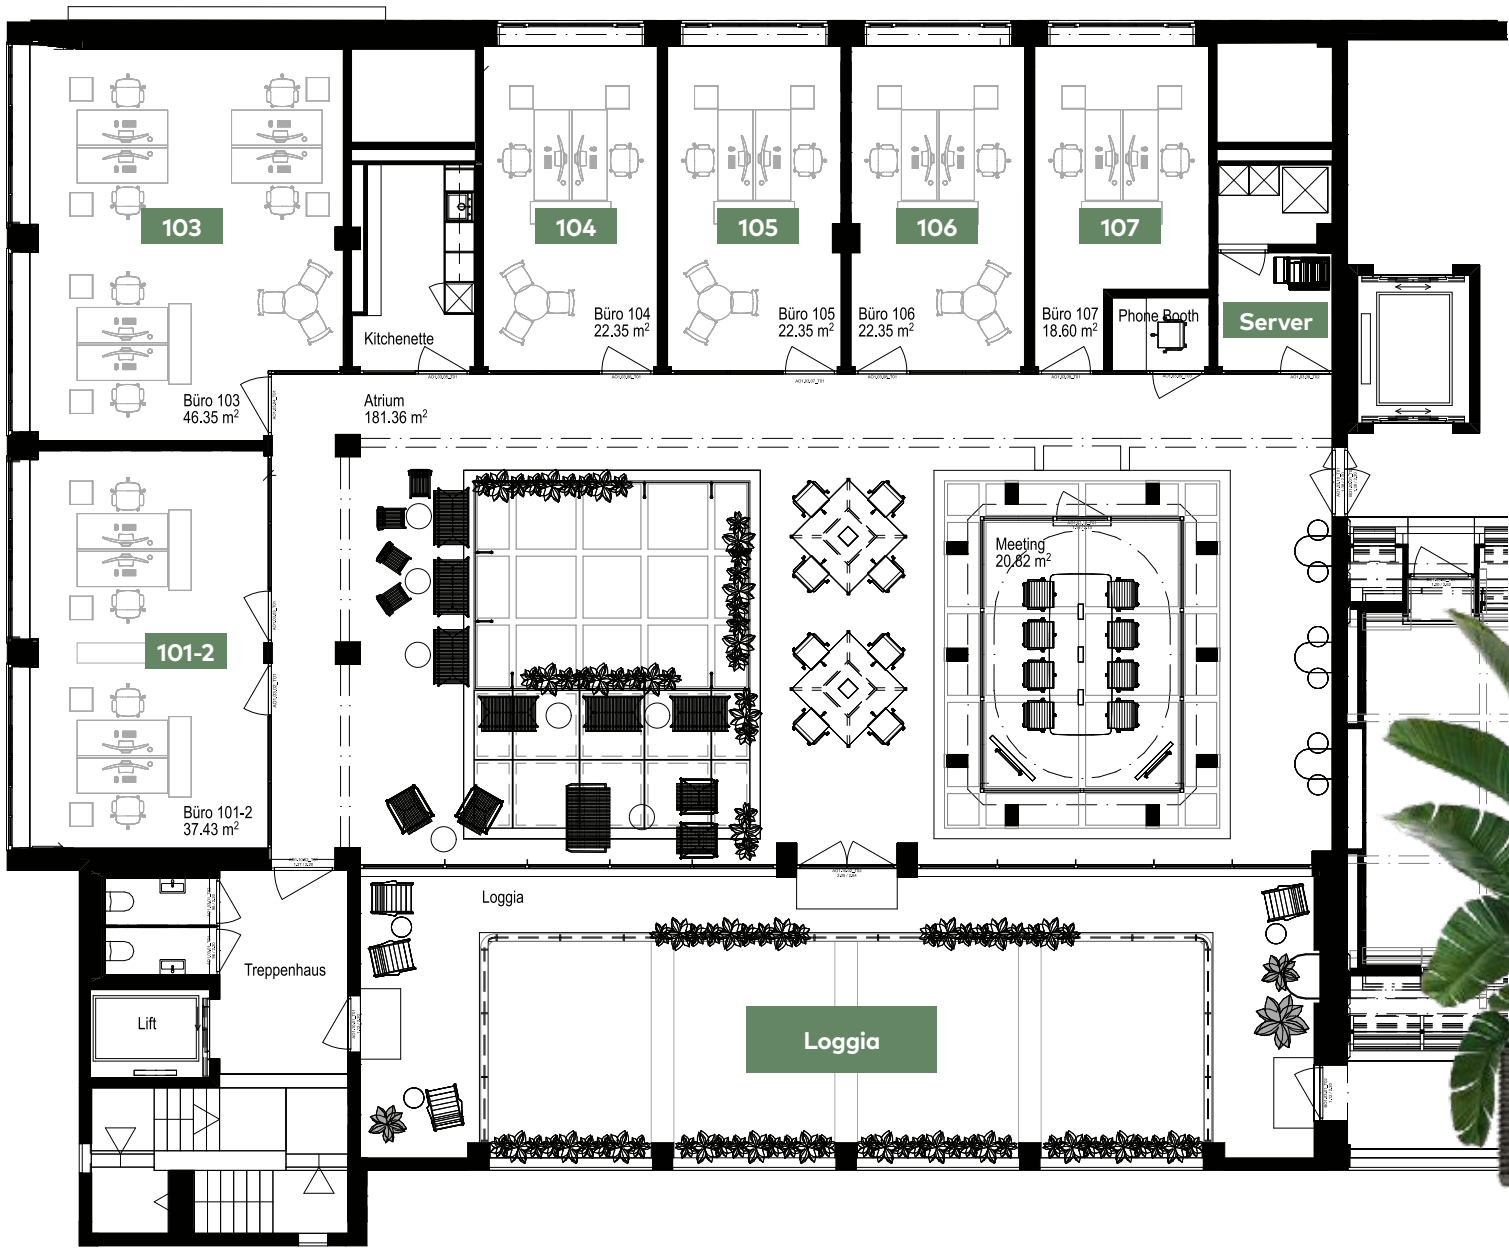 103
104
105
106
107
Büro 104
22.35 m²
Büro 105
22.35 m²
Büro 106
22.35 m²
Büro 107
18.60 m²
Phone Booth
Server
Kitchenette
Büro 103
46.35 m²
Atrium
181.36 m²
Meeting
20.82 m²
101-2
Büro 101-2
37.43 m²
Loggia
Treppenhaus
Lift
Loggia